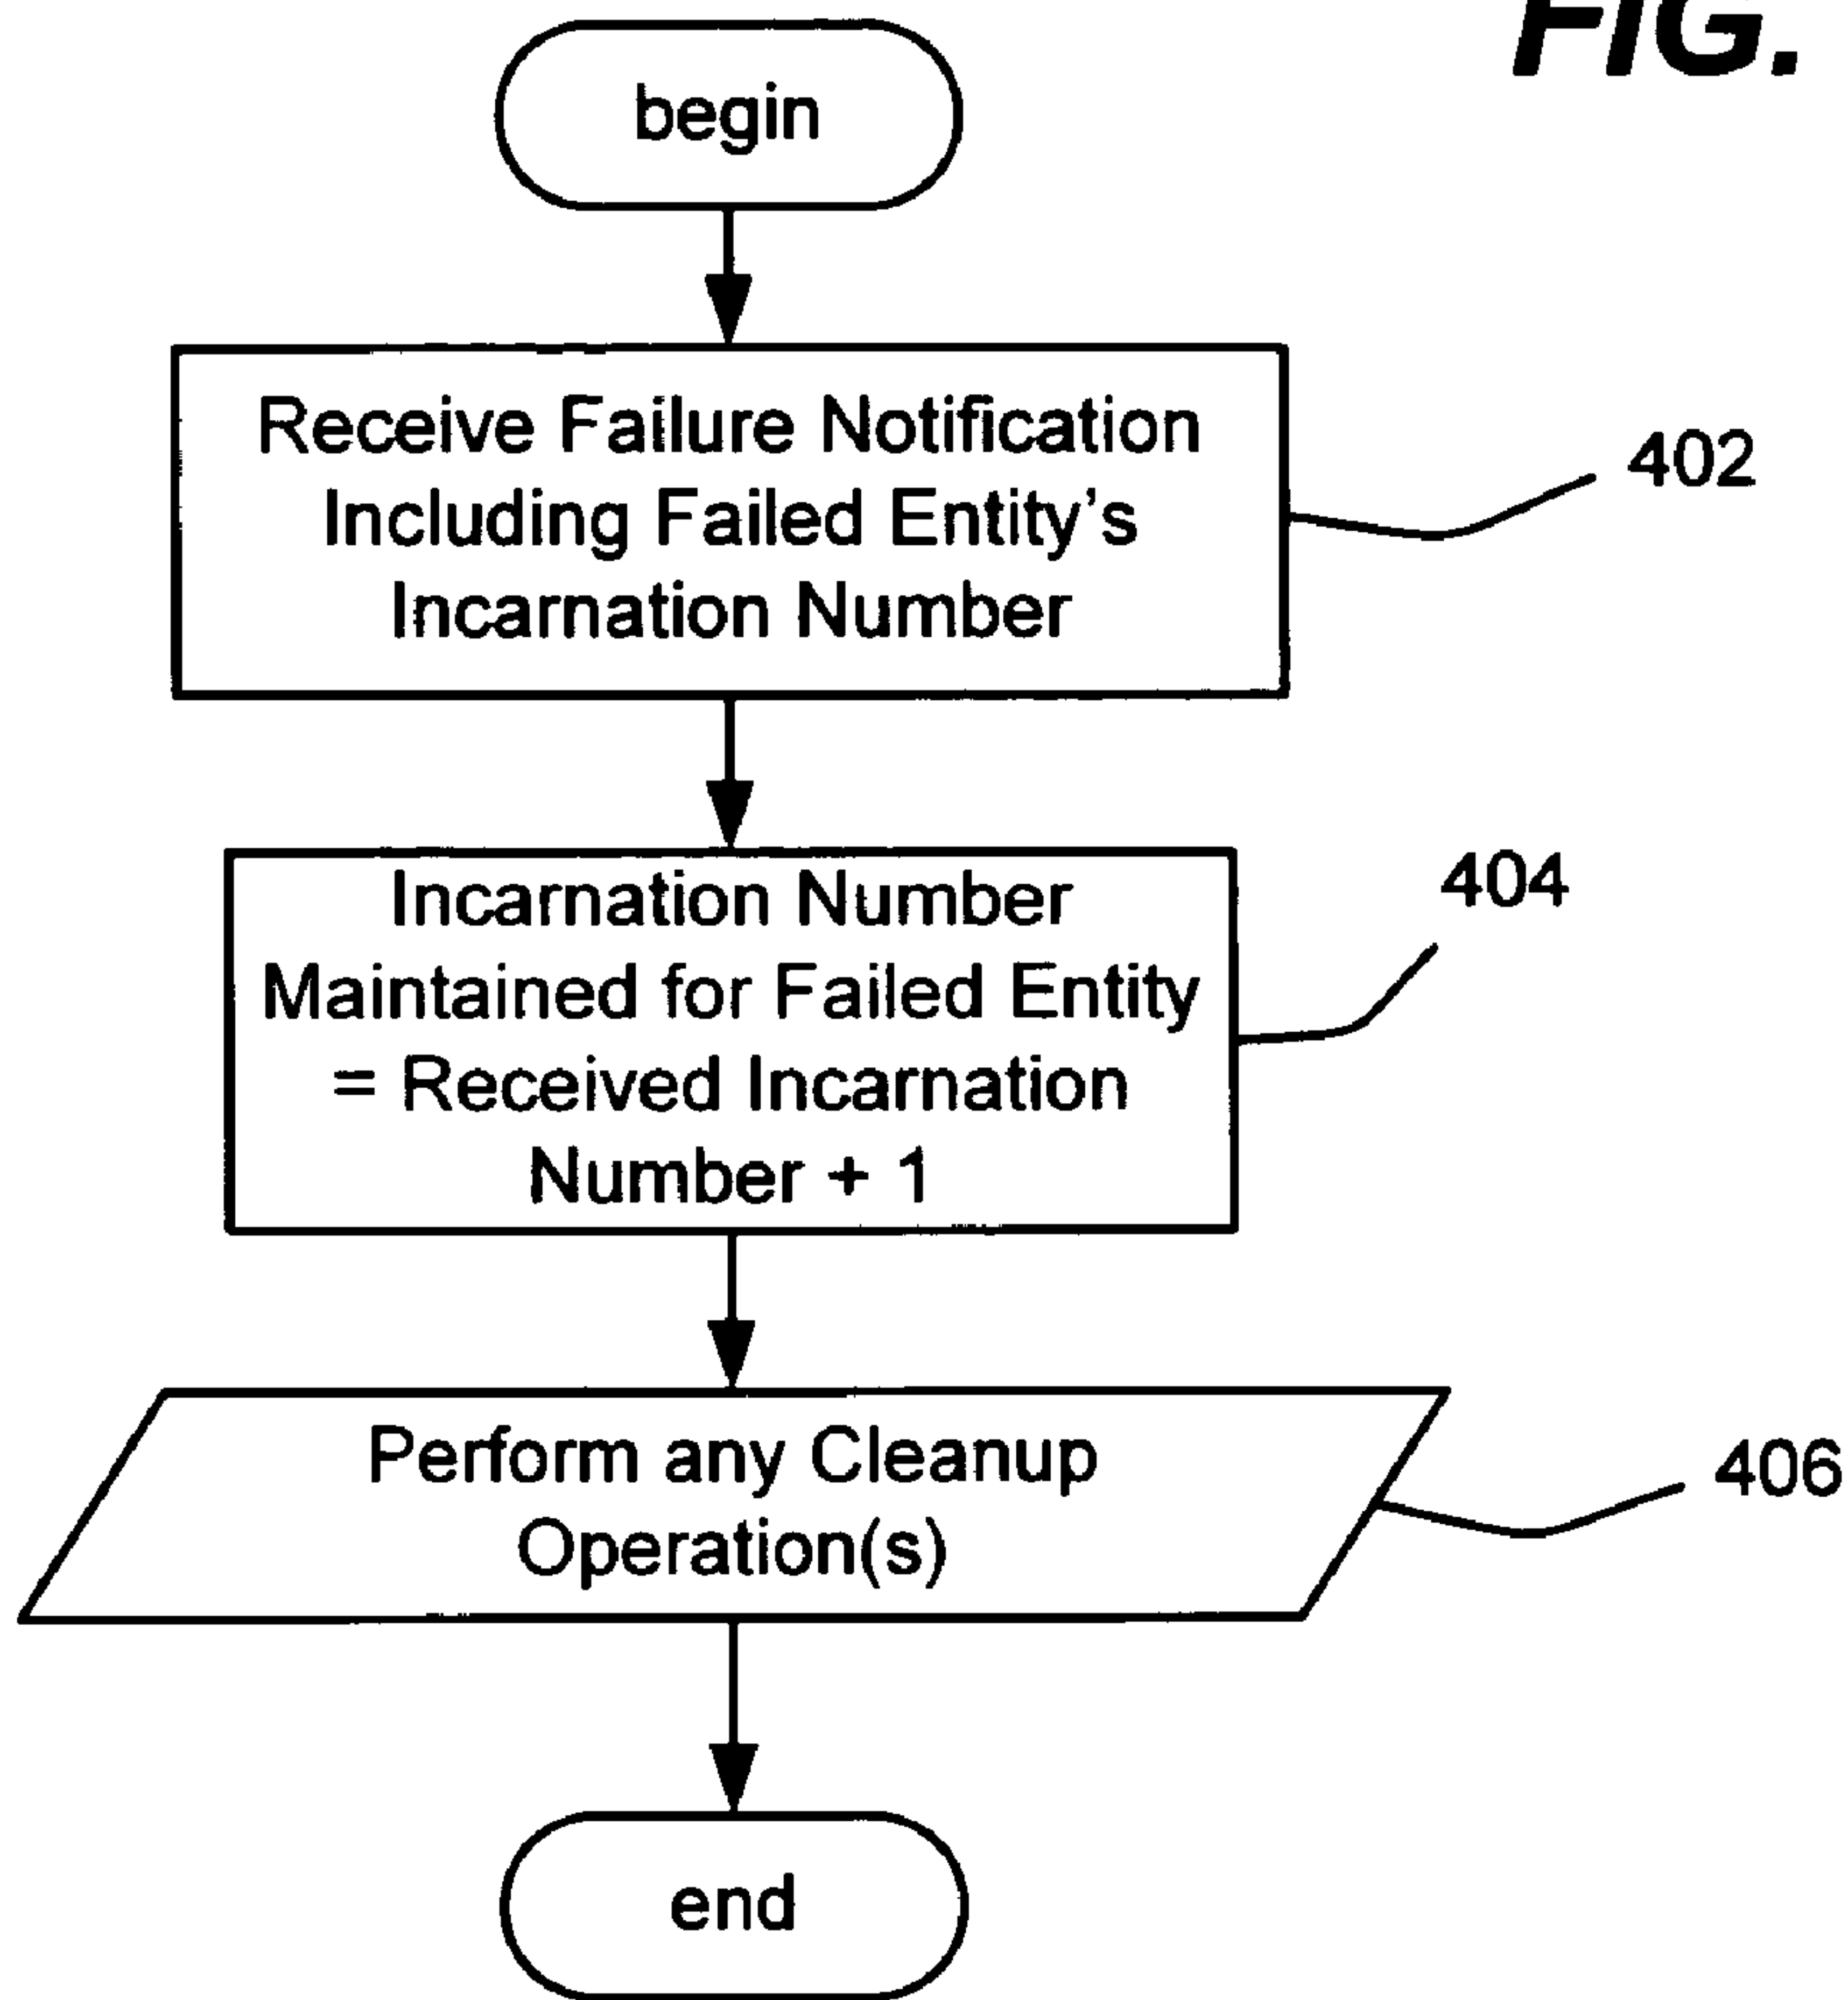 FIG.
begin
Receive Failure Notification
Including Failed Entity's
Incarnation Number
402
Incarnation Number
Maintained for Failed Entity
= Received Incarnation
Number + 1
404
Perform any Cleanup
Operation(s)
406
end